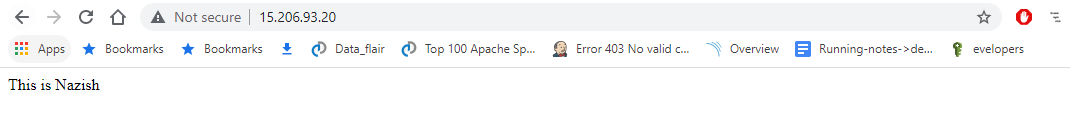 Not secure 15.206.93.20
Apps Bookmarks Bookmarks Data_flair Top 100 Apache Sp... Error 403 No valid c... Overview Running-notes->de... evelopers
This is Nazish